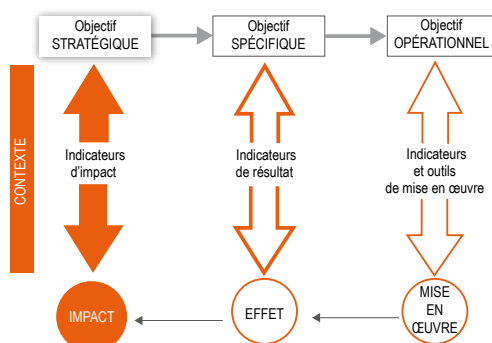 Objectif
STRATÉGIQUE
Objectif
SPÉCIFIQUE
Objectif
OPÉRATIONNEL
CONTEXTE
Indicateurs
d'impact
Indicateurs
de résultat
Indicateurs
et outils
de mise en œuvre
IMPACT
EFFET
MISE
EN
ŒUVRE